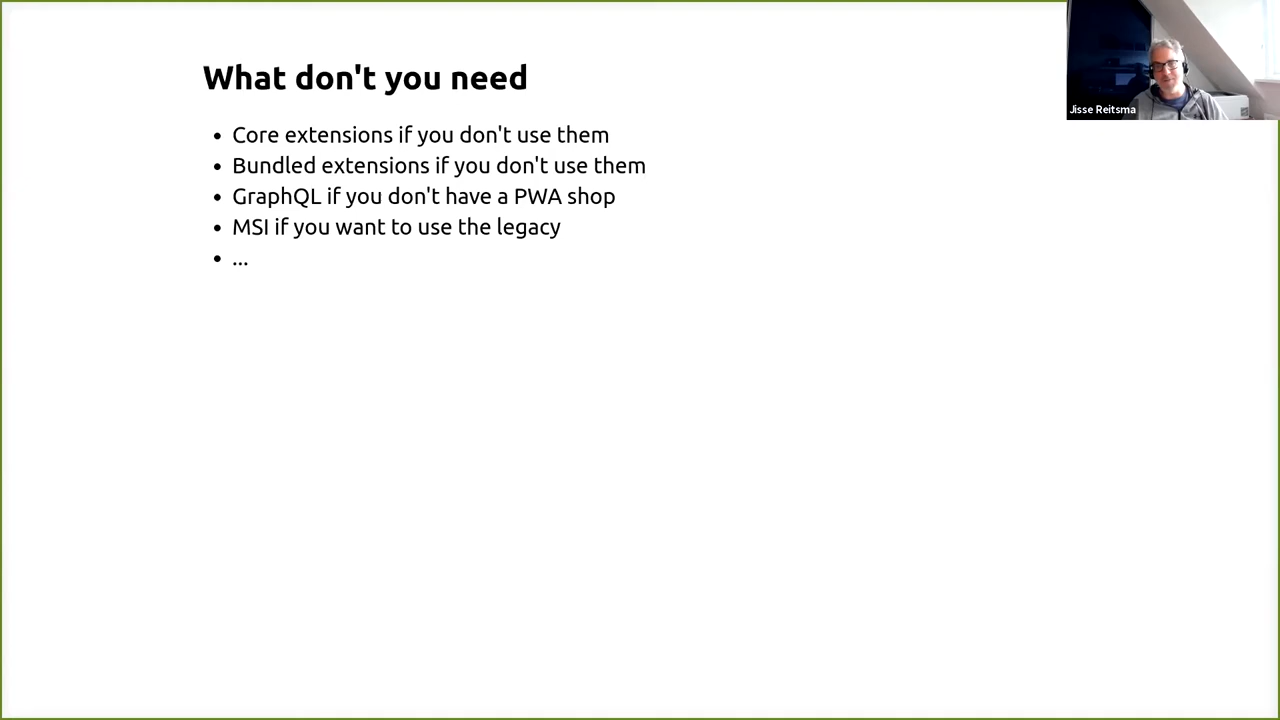 What don't you need
Core extensions if you don't use them
Bundled extensions if you don't use them
GraphQL if you don't have a PWA shop
MSI if you want to use the legacy
...
Jisse Reitsma